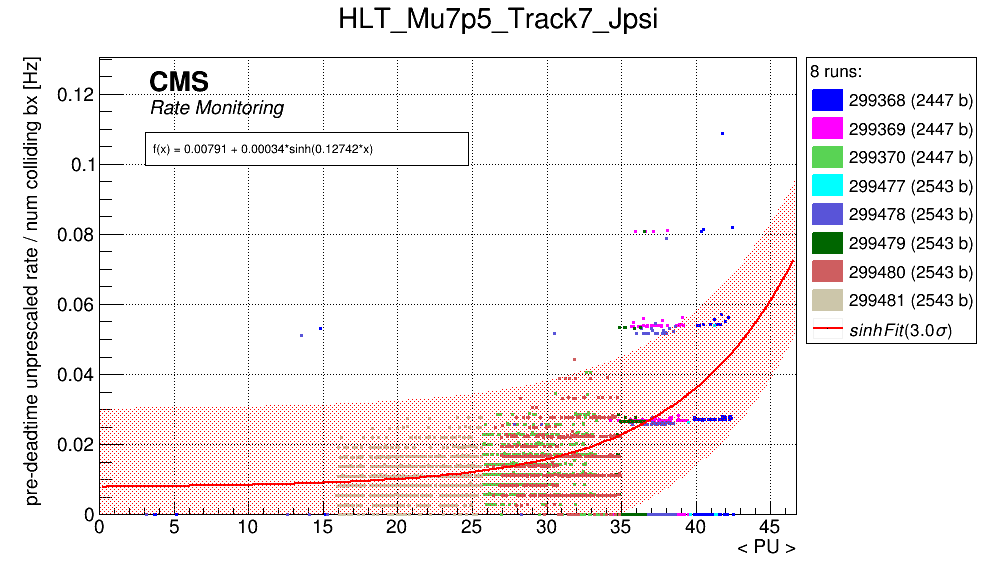 HLT_Mu7p5_Track7_Jpsi
pre-deadtime unprescaled rate / num colliding bx [Hz]
CMS
Rate Monitoring
f(x) = 0.00791 + 0.00034*sinh(0.12742*x)
0.12
0.1
0.08
0.06
0.04
0.02
0
0 5 10 15 20 25 30 35 40 45
< PU >
8 runs:
299368 (2447 b)
299369 (2447 b)
299370 (2447 b)
299477 (2543 b)
299478 (2543 b)
299479 (2543 b)
299480 (2543 b)
299481 (2543 b)
sinhFit(3.0σ)